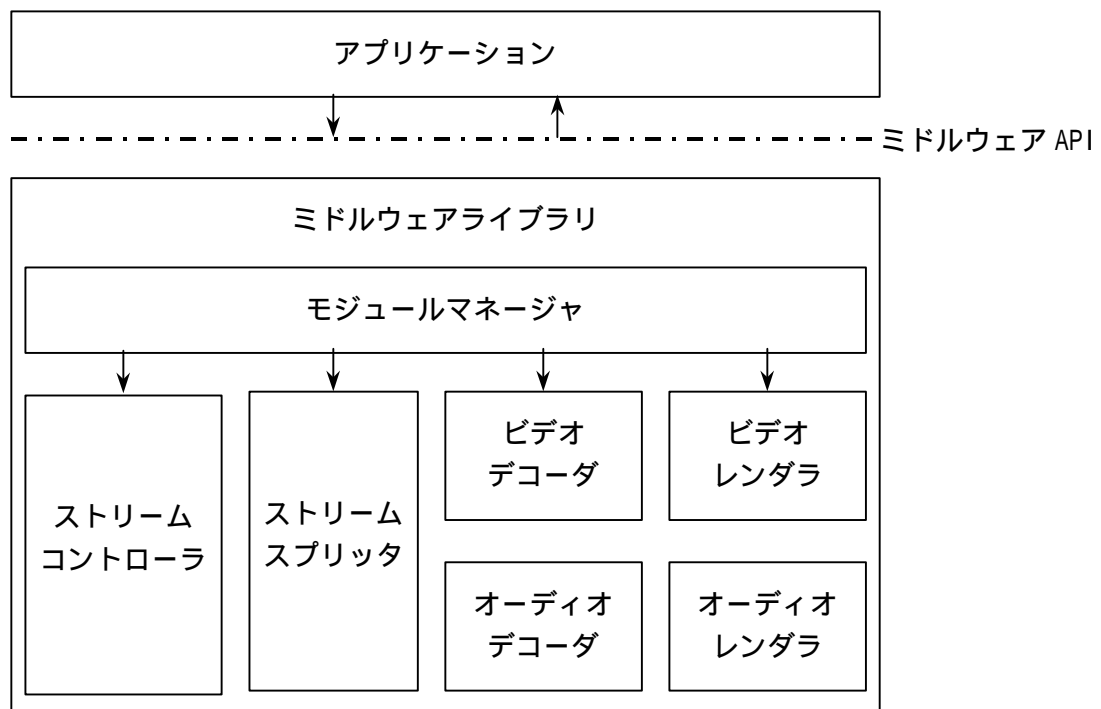 アプリケーション
ミドルウェア API
ミドルウェアライブラリ
モジュールマネージャ
ストリーム
コントローラ
ストリーム
スプリッタ
ビデオ
デコーダ
ビデオ
レンダラ
オーディオ
デコーダ
オーディオ
レンダラ